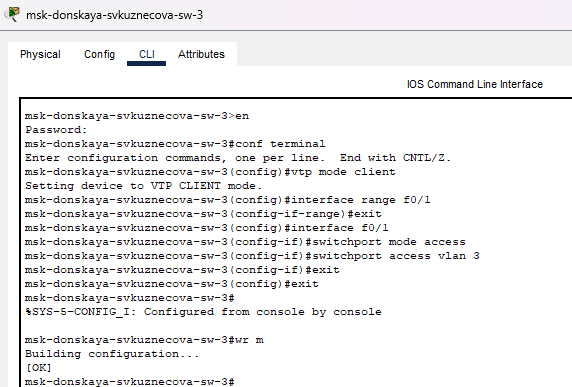 msk-donskaya-svkuznecova-sw-3
Physical Config CLI Attributes
IOS Command Line Interface
msk-donskaya-svkuznecova-sw-3>en
Password:
msk-donskaya-svkuznecova-sw-3#conf terminal
Enter configuration commands, one per line.  End with CNTL/Z.
msk-donskaya-svkuznecova-sw-3(config)#vtp mode client
Setting device to VTP CLIENT mode.
msk-donskaya-svkuznecova-sw-3(config)#interface range f0/1
msk-donskaya-svkuznecova-sw-3(config-if-range)#exit
msk-donskaya-svkuznecova-sw-3(config)#interface f0/1
msk-donskaya-svkuznecova-sw-3(config-if)#switchport mode access
msk-donskaya-svkuznecova-sw-3(config-if)#switchport access vlan 3
msk-donskaya-svkuznecova-sw-3(config-if)#exit
msk-donskaya-svkuznecova-sw-3(config)#exit
msk-donskaya-svkuznecova-sw-3#
%SYS-5-CONFIG_I: Configured from console by console
msk-donskaya-svkuznecova-sw-3#wr m
Building configuration...
[OK]
msk-donskaya-svkuznecova-sw-3#